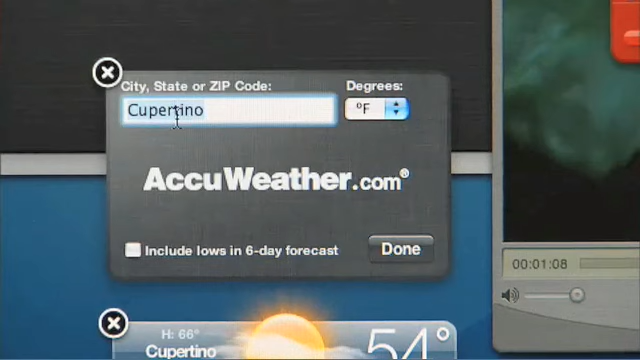 City, State or ZIP Code:
Degrees:
Cupertino
°F
AccuWeather.com®
Include lows in 6-day forecast
Done
00:01:08
H: 66°
Cupertino
54°